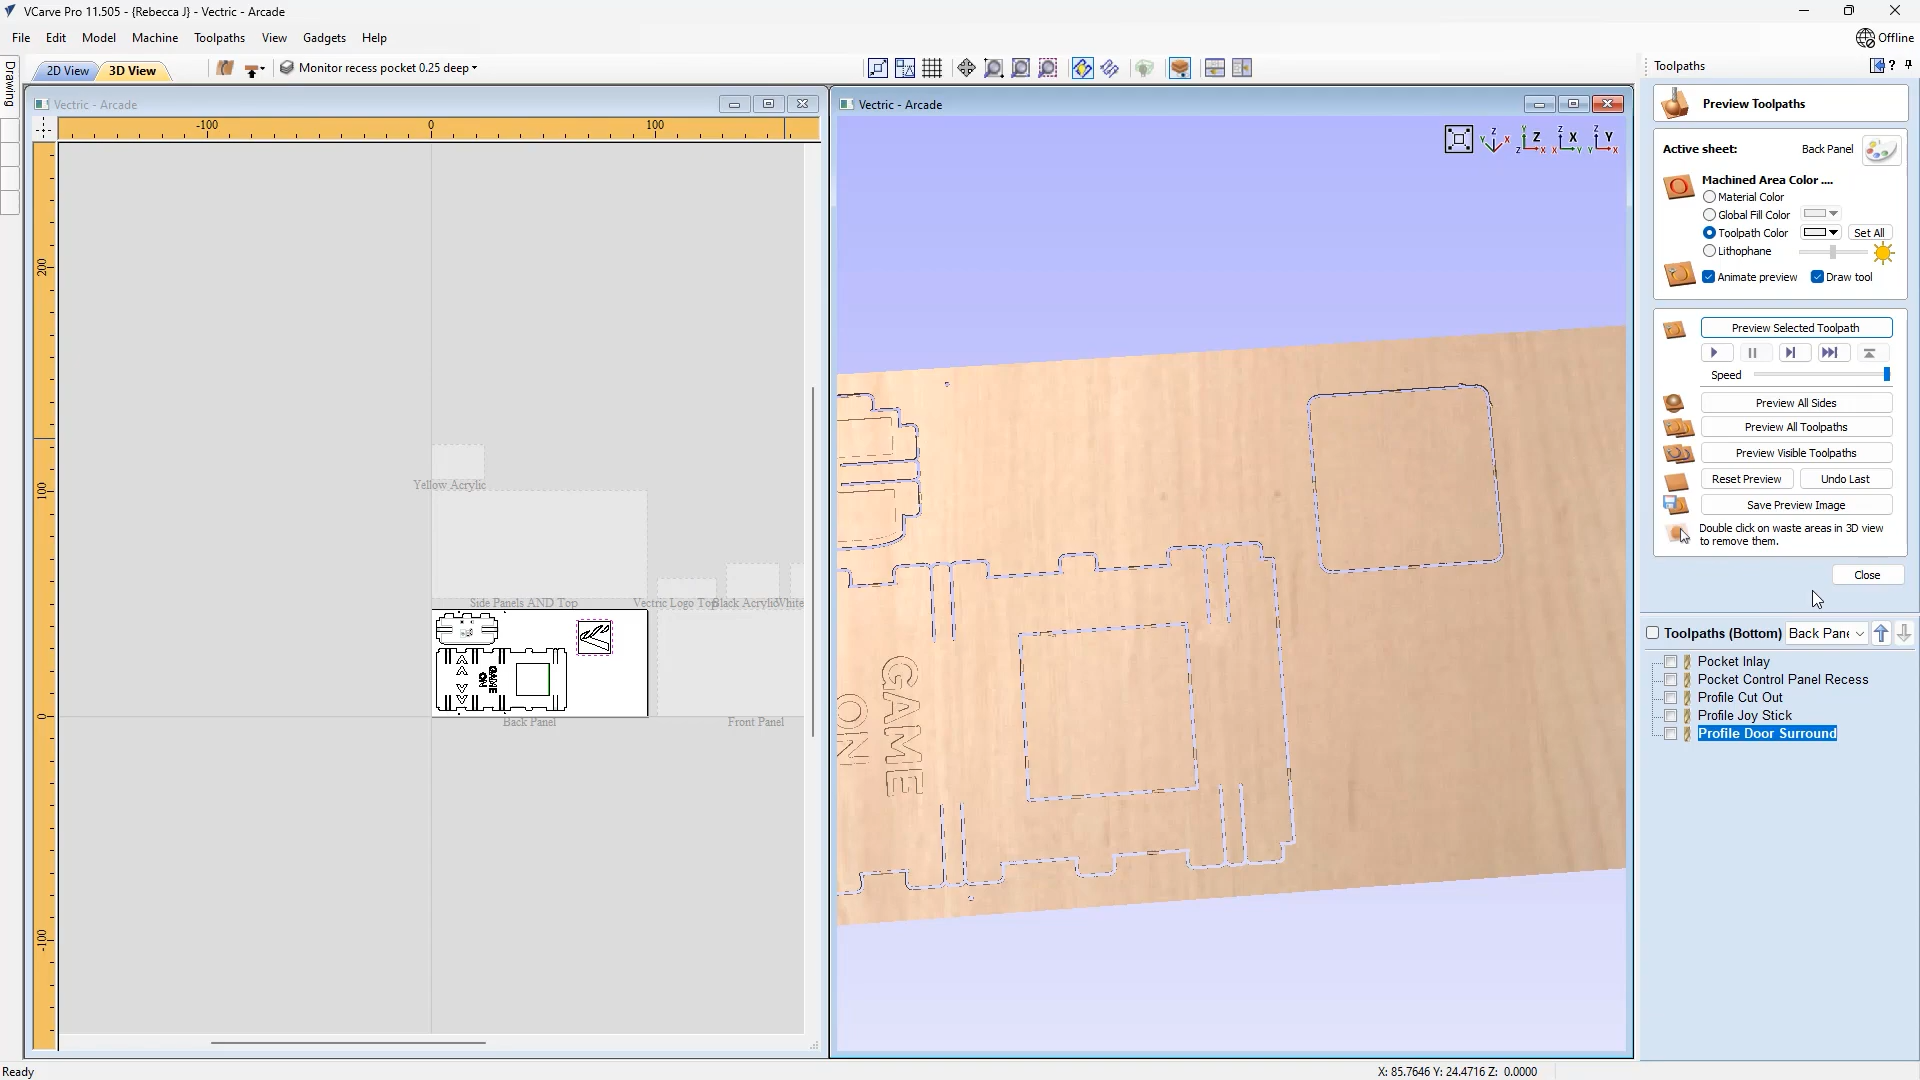 VCarve Pro 11.505 - {Rebecca J} - Vectric - Arcade
File Edit Model Machine Toolpaths View Gadgets Help
Offline
Drawing
2D View 3D View
Monitor recess pocket 0.25 deep
Toolpaths
Vectric - Arcade
-100 0 100
200
100
0
-100
Yellow Acrylic
Side Panels AND Top
Vectric Logo Top
Black Acrylic
White
GAME
ON
Back Panel
Front Panel
Vectric - Arcade
Z X Y
Z X
Z Y
GAME
ON
Preview Toolpaths
Active sheet: Back Panel
Machined Area Color ....
Material Color
Global Fill Color
Toolpath Color Set All
Lithophane
Animate preview Draw tool
Preview Selected Toolpath
Speed
Preview All Sides
Preview All Toolpaths
Preview Visible Toolpaths
Reset Preview Undo Last
Save Preview Image
Double click on waste areas in 3D view
to remove them.
Close
Toolpaths (Bottom) Back Pane
Pocket Inlay
Pocket Control Panel Recess
Profile Cut Out
Profile Joy Stick
Profile Door Surround
Ready
X: 85.7646 Y: 24.4716 Z: 0.0000